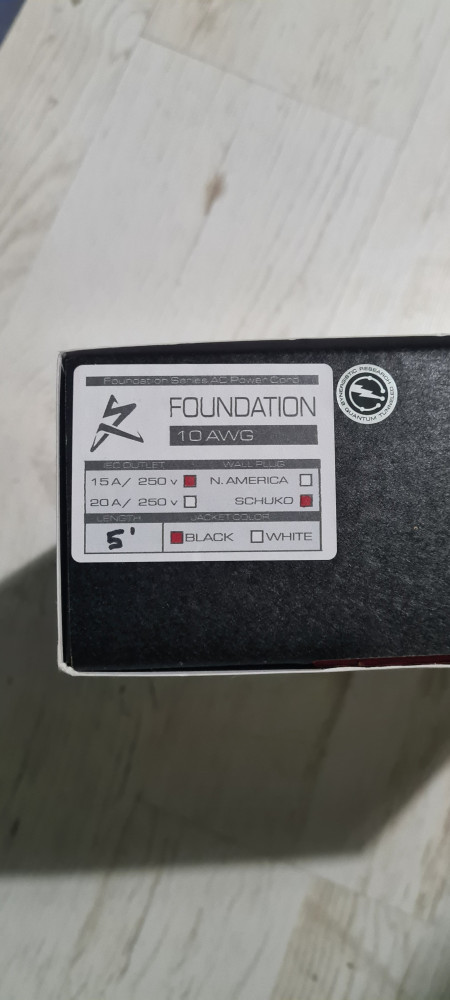 Foundation Series AC Power Cord
FOUNDATION
10 AWG
IEC OUTLET WALL PLUG
15 A/ 250 v N. AMERICA
20 A/ 250 v SCHUKO
LENGTH JACKET COLOR
5' BLACK WHITE
SYNERGISTIC RESEARCH
QUANTUM TUNNELED